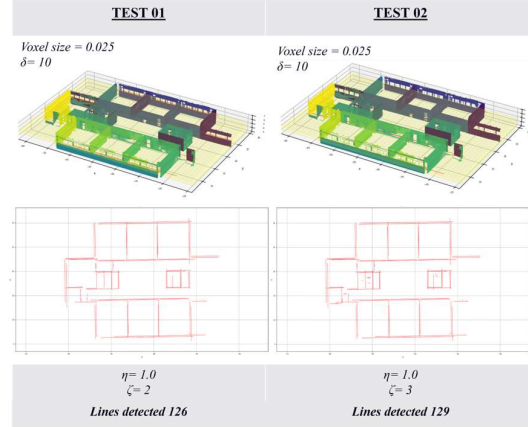 TEST 01
TEST 02
Voxel size = 0.025
δ= 10
Voxel size = 0.025
δ= 10
η= 1.0
ζ= 2
η= 1.0
ζ= 3
Lines detected 126
Lines detected 129